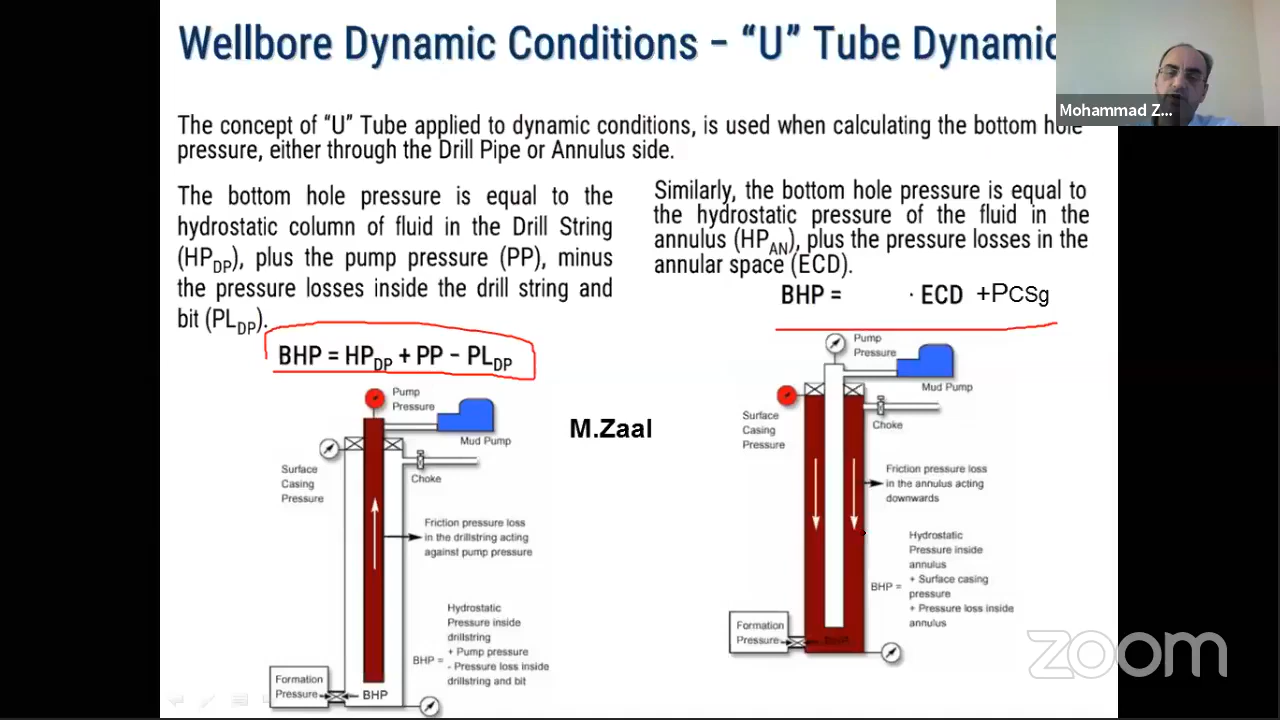 Wellbore Dynamic Conditions – “U” Tube Dynamic
Mohammad Z...
The concept of “U” Tube applied to dynamic conditions, is used when calculating the bottom hole
pressure, either through the Drill Pipe or Annulus side.
The bottom hole pressure is equal to the
hydrostatic column of fluid in the Drill String
(HPDP), plus the pump pressure (PP), minus
the pressure losses inside the drill string and
bit (PLDP).
BHP = HPDP + PP – PLDP
Similarly, the bottom hole pressure is equal to
the hydrostatic pressure of the fluid in the
annulus (HPAN), plus the pressure losses in the
annular space (ECD).
BHP = · ECD +PCSg
Pump
Pressure
Mud Pump
Surface
Casing
Pressure
Choke
Friction pressure loss
in the drillstring acting
against pump pressure
Hydrostatic
Pressure inside
drillstring
BHP = + Pump pressure
- Pressure loss inside
drillstring and bit
Formation
Pressure
BHP
M.Zaal
Pump
Pressure
Mud Pump
Surface
Casing
Pressure
Choke
Friction pressure loss
in the annulus acting
downwards
Hydrostatic
Pressure inside
annulus
BHP = + Surface casing
pressure
+ Pressure loss inside
annulus
Formation
Pressure
BHP
zoom